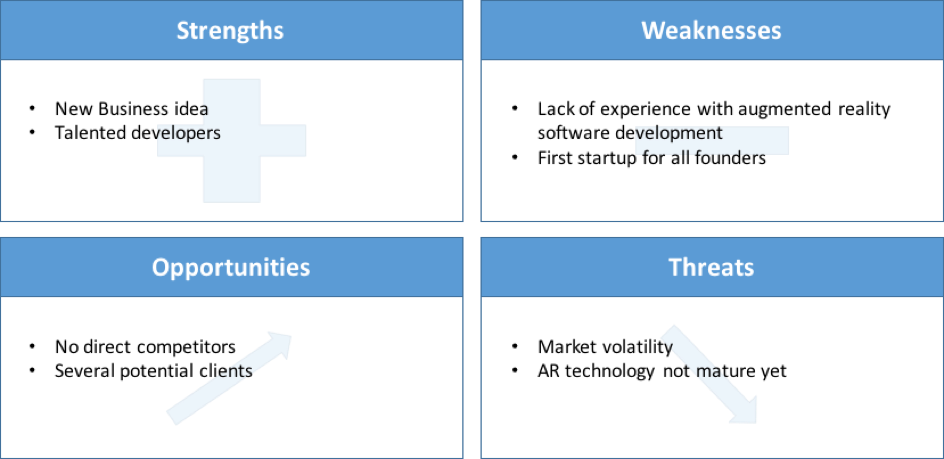 Strengths
• New Business idea
• Talented developers
Weaknesses
• Lack of experience with augmented reality
software development
• First startup for all founders
Opportunities
• No direct competitors
• Several potential clients
Threats
• Market volatility
• AR technology not mature yet